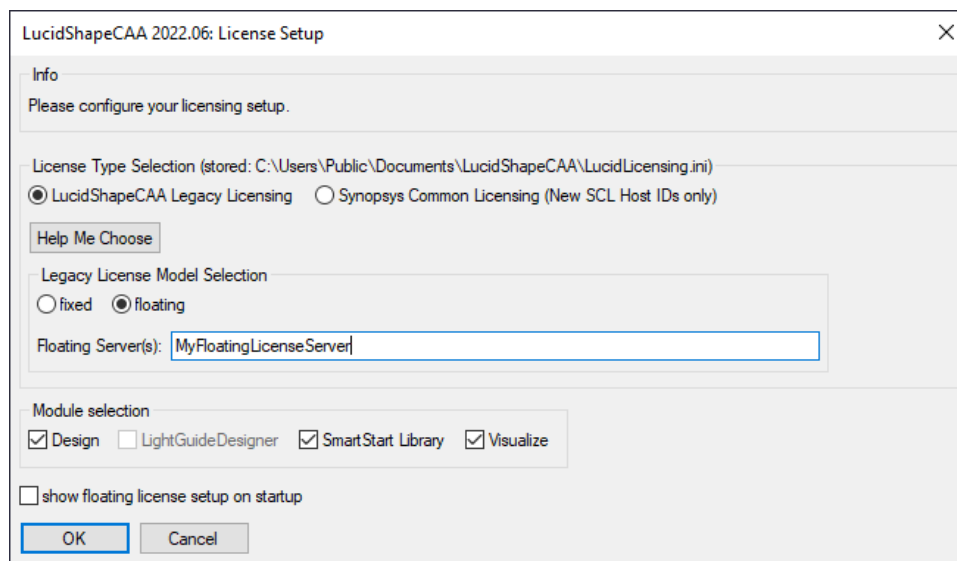 LucidShapeCAA 2022.06: License Setup
Info
Please configure your licensing setup.
License Type Selection (stored: C:\Users\Public\Documents\LucidShapeCAA\LucidLicensing.ini)
LucidShapeCAA Legacy Licensing Synopsys Common Licensing (New SCL Host IDs only)
Help Me Choose
Legacy License Model Selection
fixed floating
Floating Server(s): MyFloatingLicenseServer
Module selection
Design LightGuideDesigner SmartStart Library Visualize
show floating license setup on startup
OK Cancel